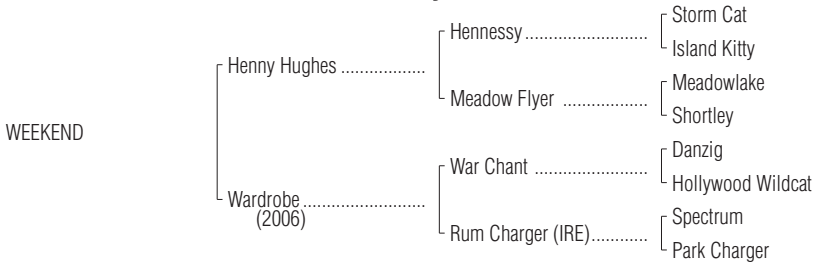 Storm Cat
Hennessy ..........................
Island Kitty
Henny Hughes ..................
Meadowlake
Meadow Flyer ..................
Shortley
WEEKEND
Danzig
War Chant ........................
Hollywood Wildcat
Wardrobe ..........................
(2006)
Spectrum
Rum Charger (IRE)............
Park Charger